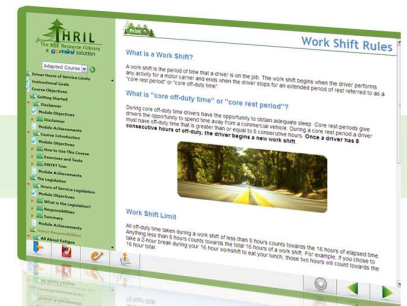 THRIL
The HSE Resource Library
a gemini solution
Adapted Course
Driver Hours of Service Limits
Instructional Goals
Course Objectives
Getting Started
Disclaimer
Module Objectives
Disclaimer
Module Achievements
Course Introduction
Module Objectives
How to Use This Course
Exercises and Tests
SWIFT Tour
Module Achievements
The Legislation
Hours of Service Legislation
Module Objectives
What is the Legislation?
Responsibilities
Summary
Module Achievements
All About Fatigue
Print
Work Shift Rules
What is a Work Shift?
A work shift is the period of time that a driver is on the job. The work shift begins when the driver performs
any activity for a motor carrier and ends when the driver stops work for an extended period of rest referred to as a
"core rest period" or "core off-duty time"
What is "core off-duty time" or "core rest period"?
During core off-duty time drivers have the opportunity to obtain adequate sleep. Core rest periods give
drivers the opportunity to spend time away from a commercial vehicle. During a core rest period a driver
must have off-duty time that is greater than or equal to 8 consecutive hours. Once a driver has 8
consecutive hours of off-duty, the driver begins a new work shift.
Work Shift Limit
All off-duty time taken during a work shift of less than 8 hours counts towards the 16 hours of elapsed time.
Anything less than 8 hours counts towards the total 16 hours of a work shift. For example, if you chose to
take a 2-hour break during your 16 hour workshift to eat your lunch, those two hours will count towards the
16 hour total.